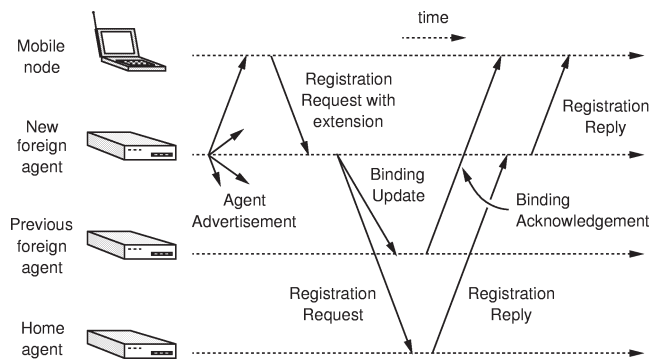 time
Mobile
node
Registration
Request with
extension
New
foreign
agent
Registration
Reply
Agent
Advertisement
Binding
Update
Binding
Acknowledgement
Previous
foreign
agent
Registration
Request
Registration
Reply
Home
agent